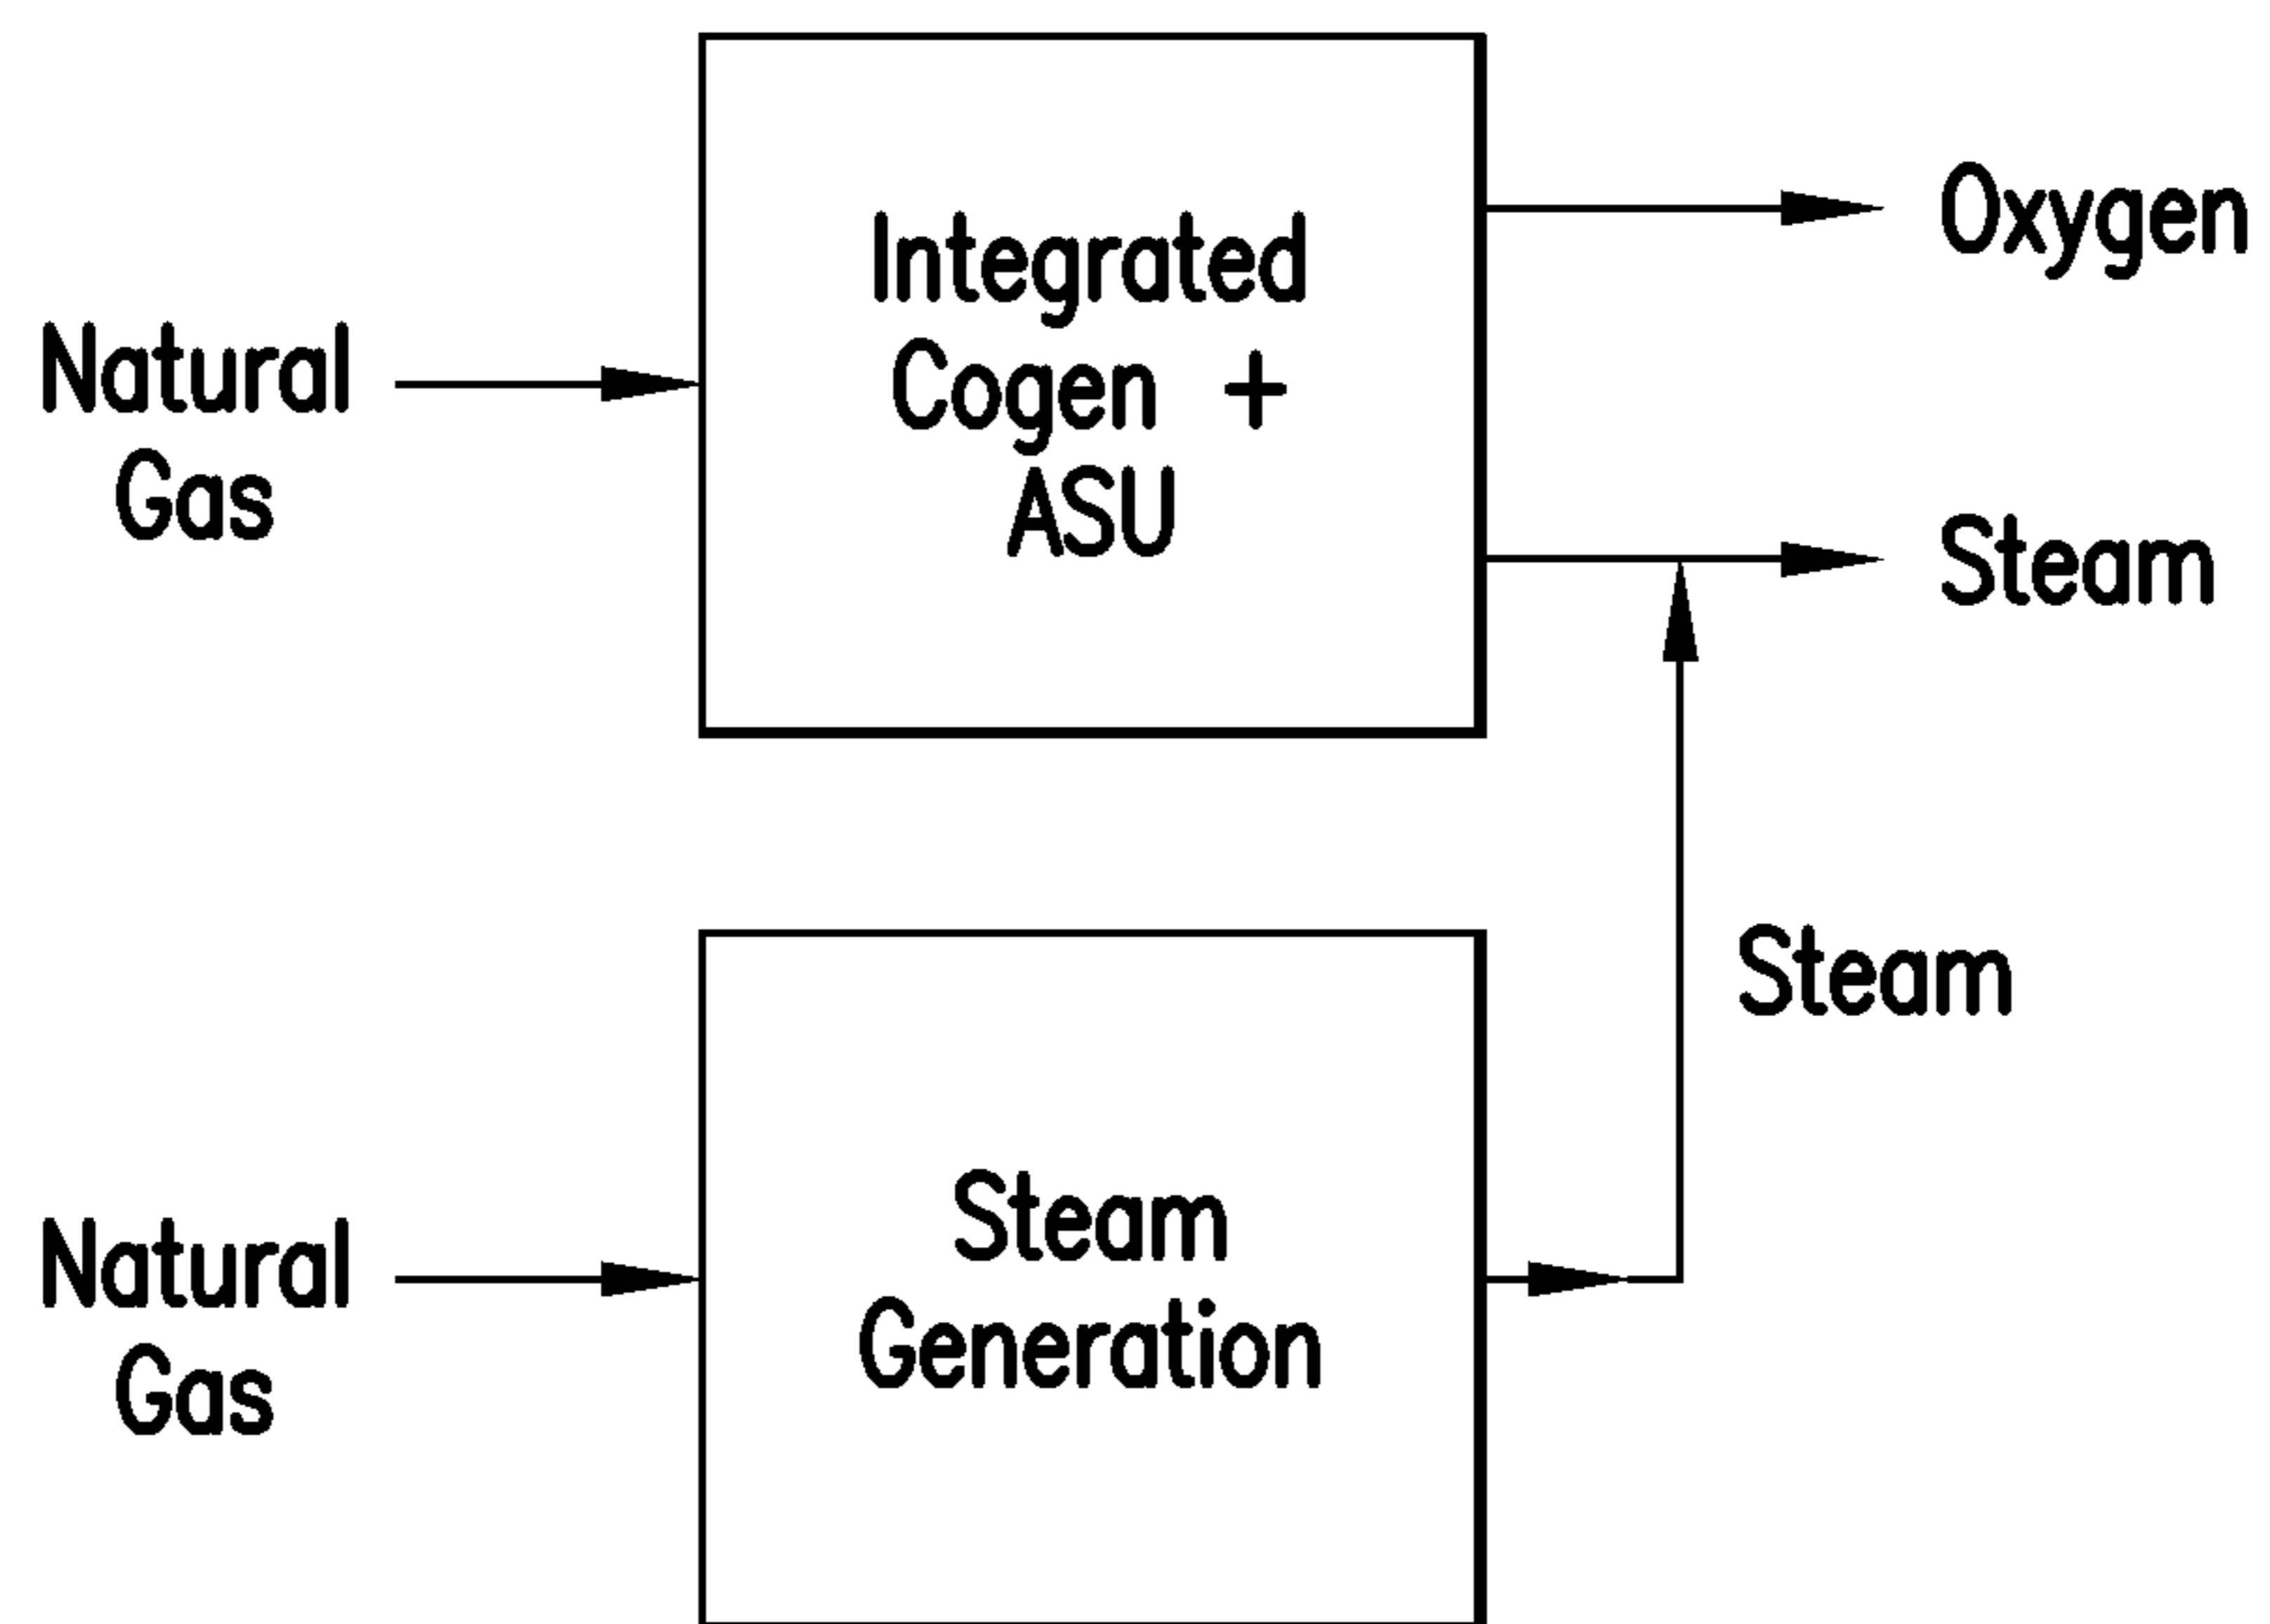 Natural
Gas
Integrated
Cogen +
ASU
Oxygen
Steam
Steam
Natural
Gas
Steam
Generation